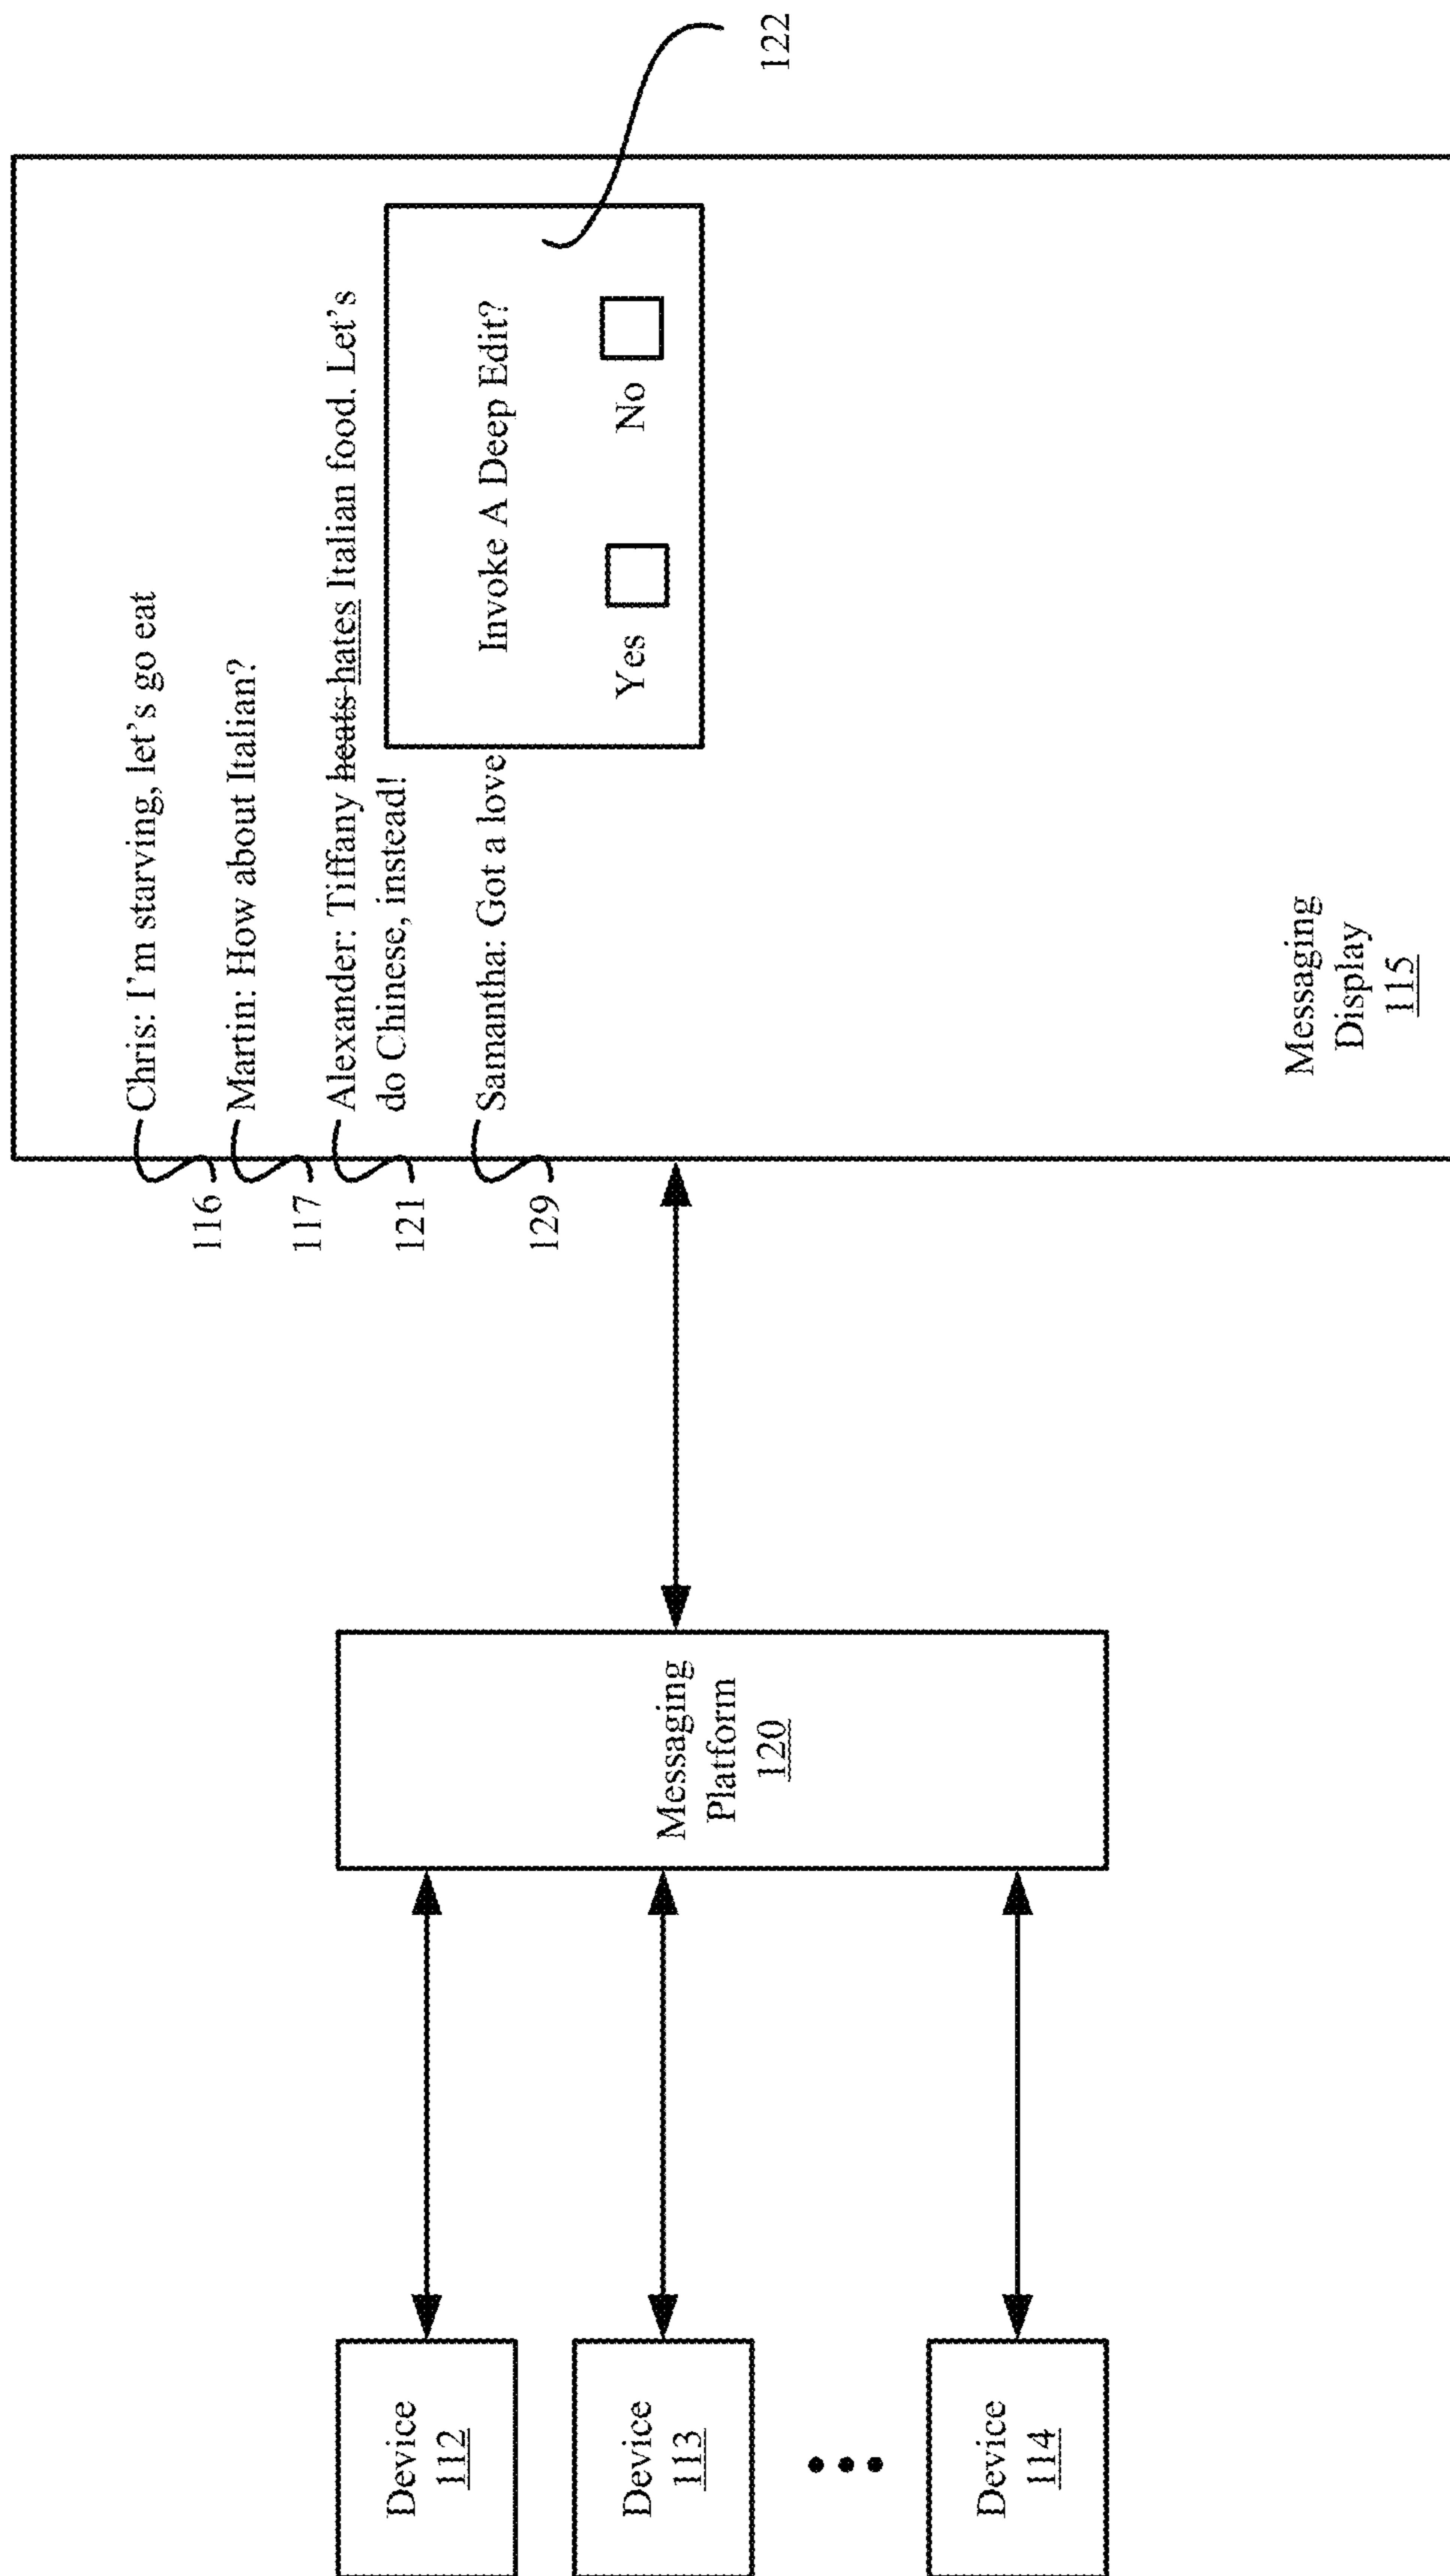 Device
112
Device
113
Device
114
Messaging
Platform
120
116
117
121
129
Chris: I'm starving, let's go eat
Martin: How about Italian?
Alexander: Tiffany heats hates Italian food. Let's
do Chinese, instead!
Samantha: Got a love
Invoke A Deep Edit?
Yes
No
122
Messaging
Display
115